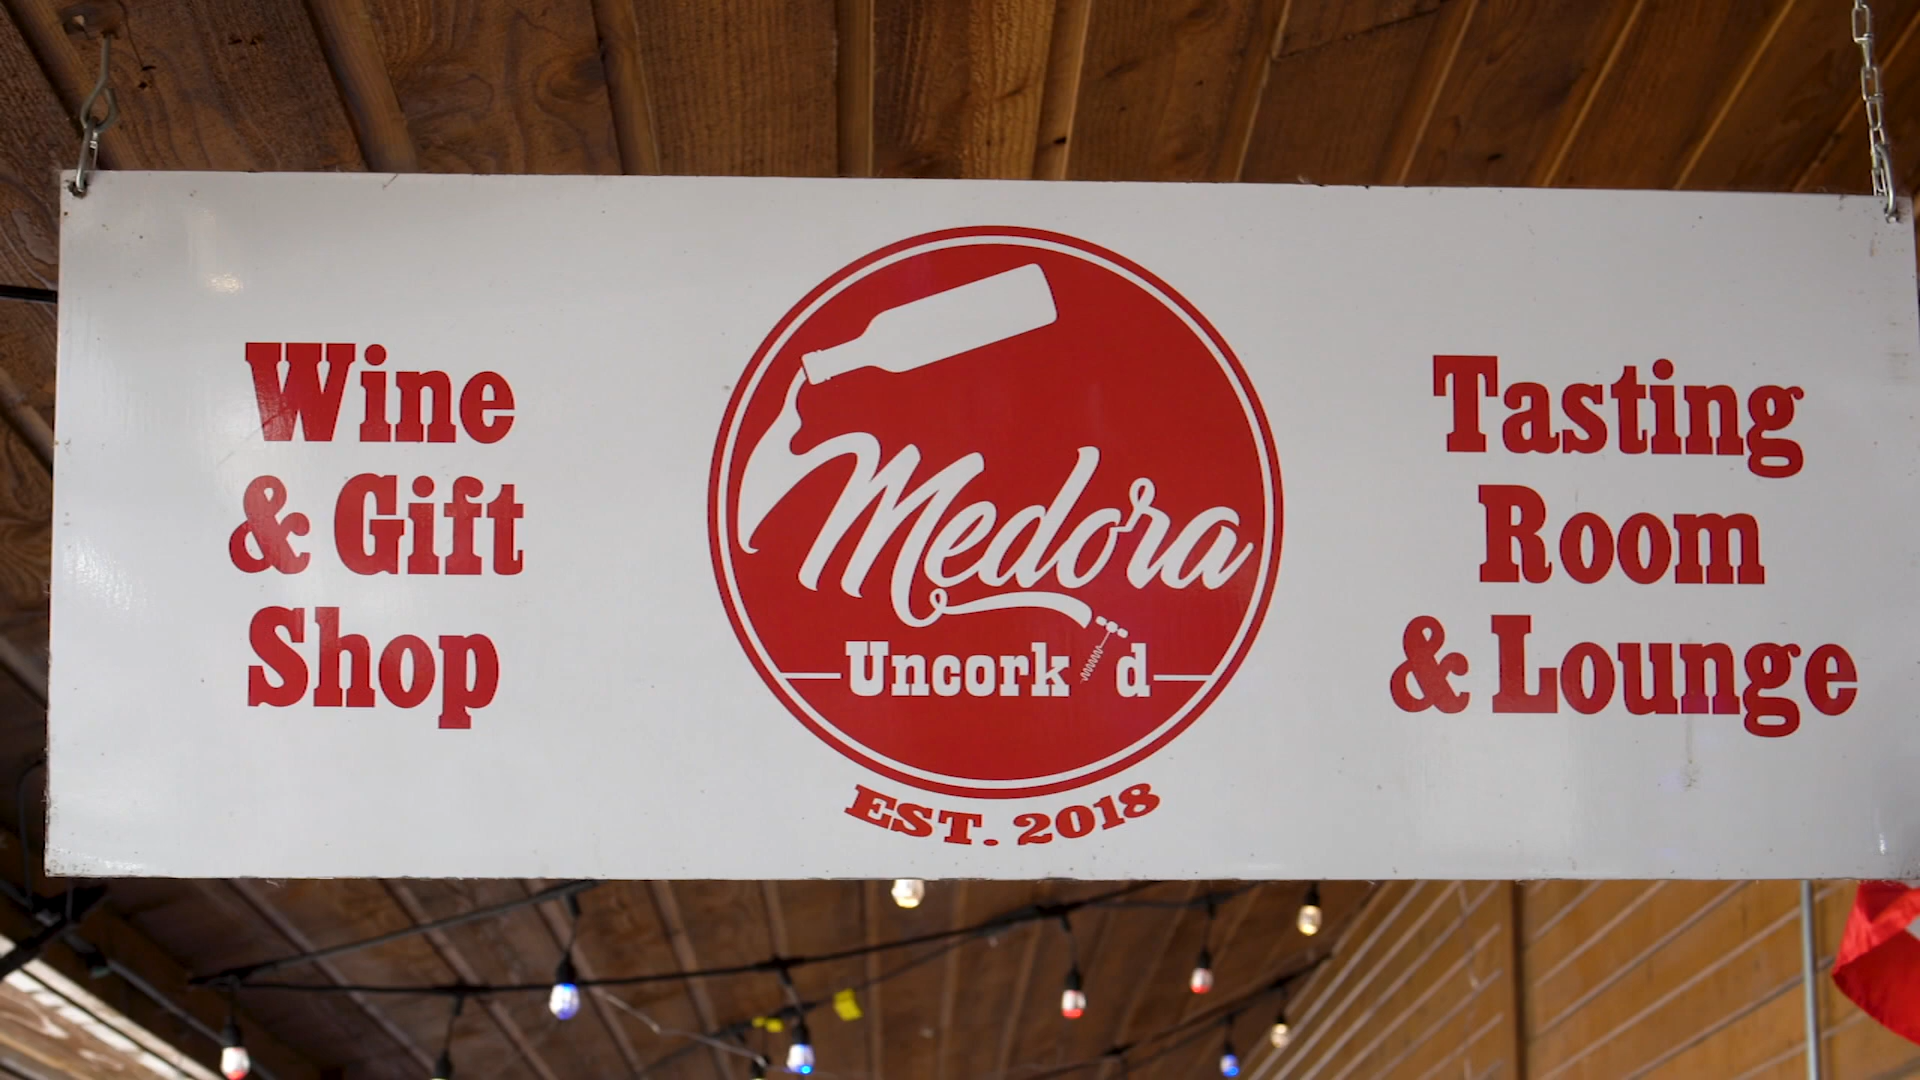 Wine
& Gift
Shop
Medora
Uncork d
EST. 2018
Tasting
Room
& Lounge